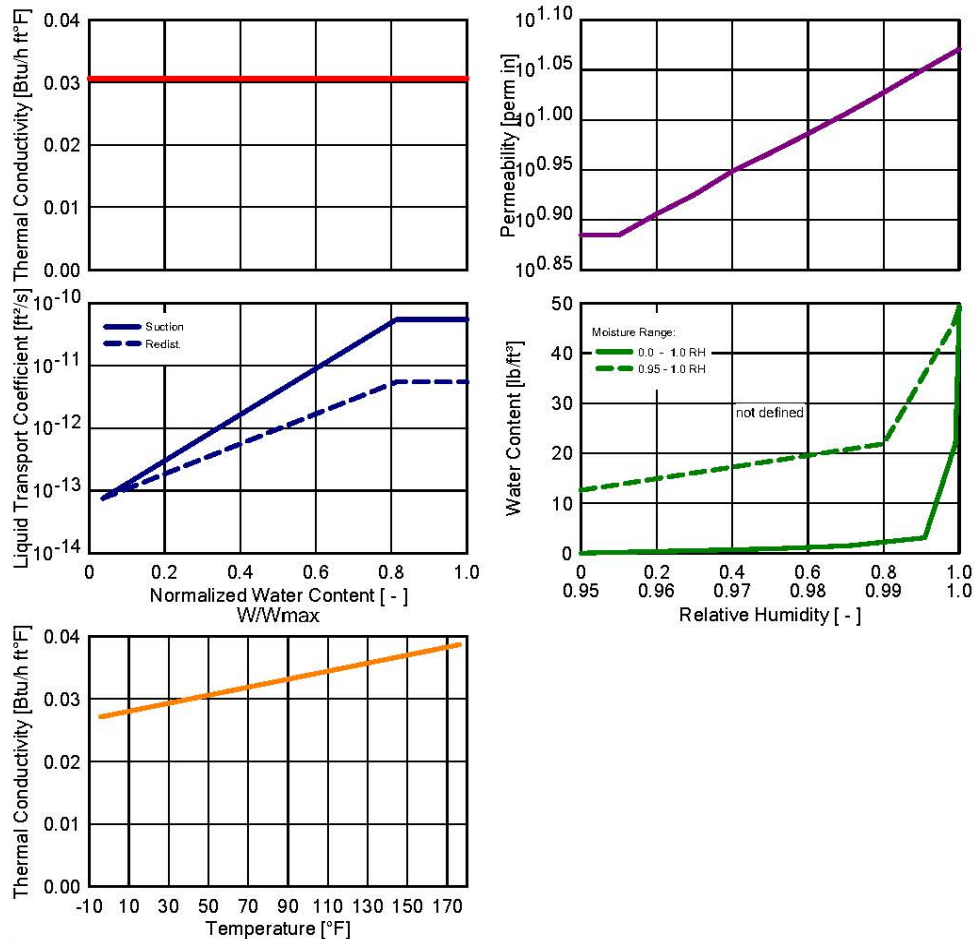 Thermal Conductivity [Btu/h ft°F]
0.04
0.03
0.02
0.01
0.00
Permeability [perm in]
10^1.10
10^1.05
10^1.00
10^0.95
10^0.90
10^0.85
Liquid Transport Coefficient [ft²/s]
10^-10
10^-11
10^-12
10^-13
10^-14
Suction
Redist.
0 0.2 0.4 0.6 0.8 1.0
Normalized Water Content [ - ]
W/Wmax
Water Content [lb/ft³]
50
40
30
20
10
0
Moisture Range:
0.0 - 1.0 RH
0.95 - 1.0 RH
not defined
0 0.2 0.4 0.6 0.8 1.0
0.95 0.96 0.97 0.98 0.99 1.0
Relative Humidity [ - ]
Thermal Conductivity [Btu/h ft°F]
0.04
0.03
0.02
0.01
0.00
-10 10 30 50 70 90 110 130 150 170
Temperature [°F]